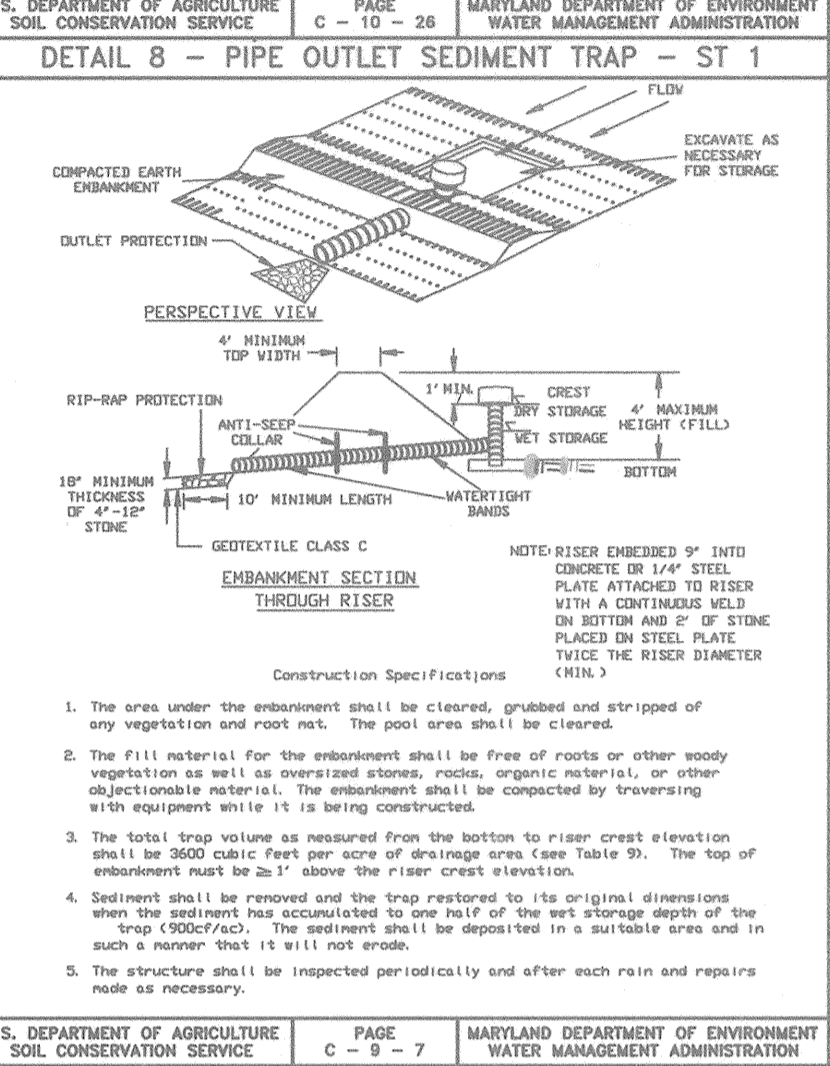 S. DEPARTMENT OF AGRICULTURE
SOIL CONSERVATION SERVICE
PAGE
C - 10 - 26
MARYLAND DEPARTMENT OF ENVIRONMENT
WATER MANAGEMENT ADMINISTRATION
DETAIL 8 - PIPE OUTLET SEDIMENT TRAP - ST 1
FLOW
EXCAVATE AS
NECESSARY
FOR STORAGE
COMPACTED EARTH
EMBANKMENT
OUTLET PROTECTION
PERSPECTIVE VIEW
4' MINIMUM
TOP WIDTH
1' MIN.
CREST
DRY STORAGE
WET STORAGE
4' MAXIMUM
HEIGHT (FILL)
BOTTOM
RIP-RAP PROTECTION
ANTI-SEEP
COLLAR
18" MINIMUM
THICKNESS
OF 4"-12"
STONE
10' MINIMUM LENGTH
WATERTIGHT
BANDS
GEOTEXTILE CLASS C
EMBANKMENT SECTION
THROUGH RISER
NOTE: RISER EMBEDDED 9" INTO
CONCRETE OR 1/4" STEEL
PLATE ATTACHED TO RISER
WITH A CONTINUOUS WELD
ON BOTTOM AND 2' OF STONE
PLACED ON STEEL PLATE
TWICE THE RISER DIAMETER
(MIN.)
Construction Specifications
1. The area under the embankment shall be cleared, grubbed and stripped of
any vegetation and root mat. The pool area shall be cleared.
2. The fill material for the embankment shall be free of roots or other woody
vegetation as well as oversized stones, rocks, organic material, or other
objectionable material. The embankment shall be compacted by traversing
with equipment while it is being constructed.
3. The total trap volume as measured from the bottom to riser crest elevation
shall be 3600 cubic feet per acre of drainage area (see Table 9). The top of
embankment must be ≥ 1' above the riser crest elevation.
4. Sediment shall be removed and the trap restored to its original dimensions
when the sediment has accumulated to one half of the wet storage depth of the
trap (900cf/ac). The sediment shall be deposited in a suitable area and in
such a manner that it will not erode.
5. The structure shall be inspected periodically and after each rain and repairs
made as necessary.
S. DEPARTMENT OF AGRICULTURE
SOIL CONSERVATION SERVICE
PAGE
C - 9 - 7
MARYLAND DEPARTMENT OF ENVIRONMENT
WATER MANAGEMENT ADMINISTRATION